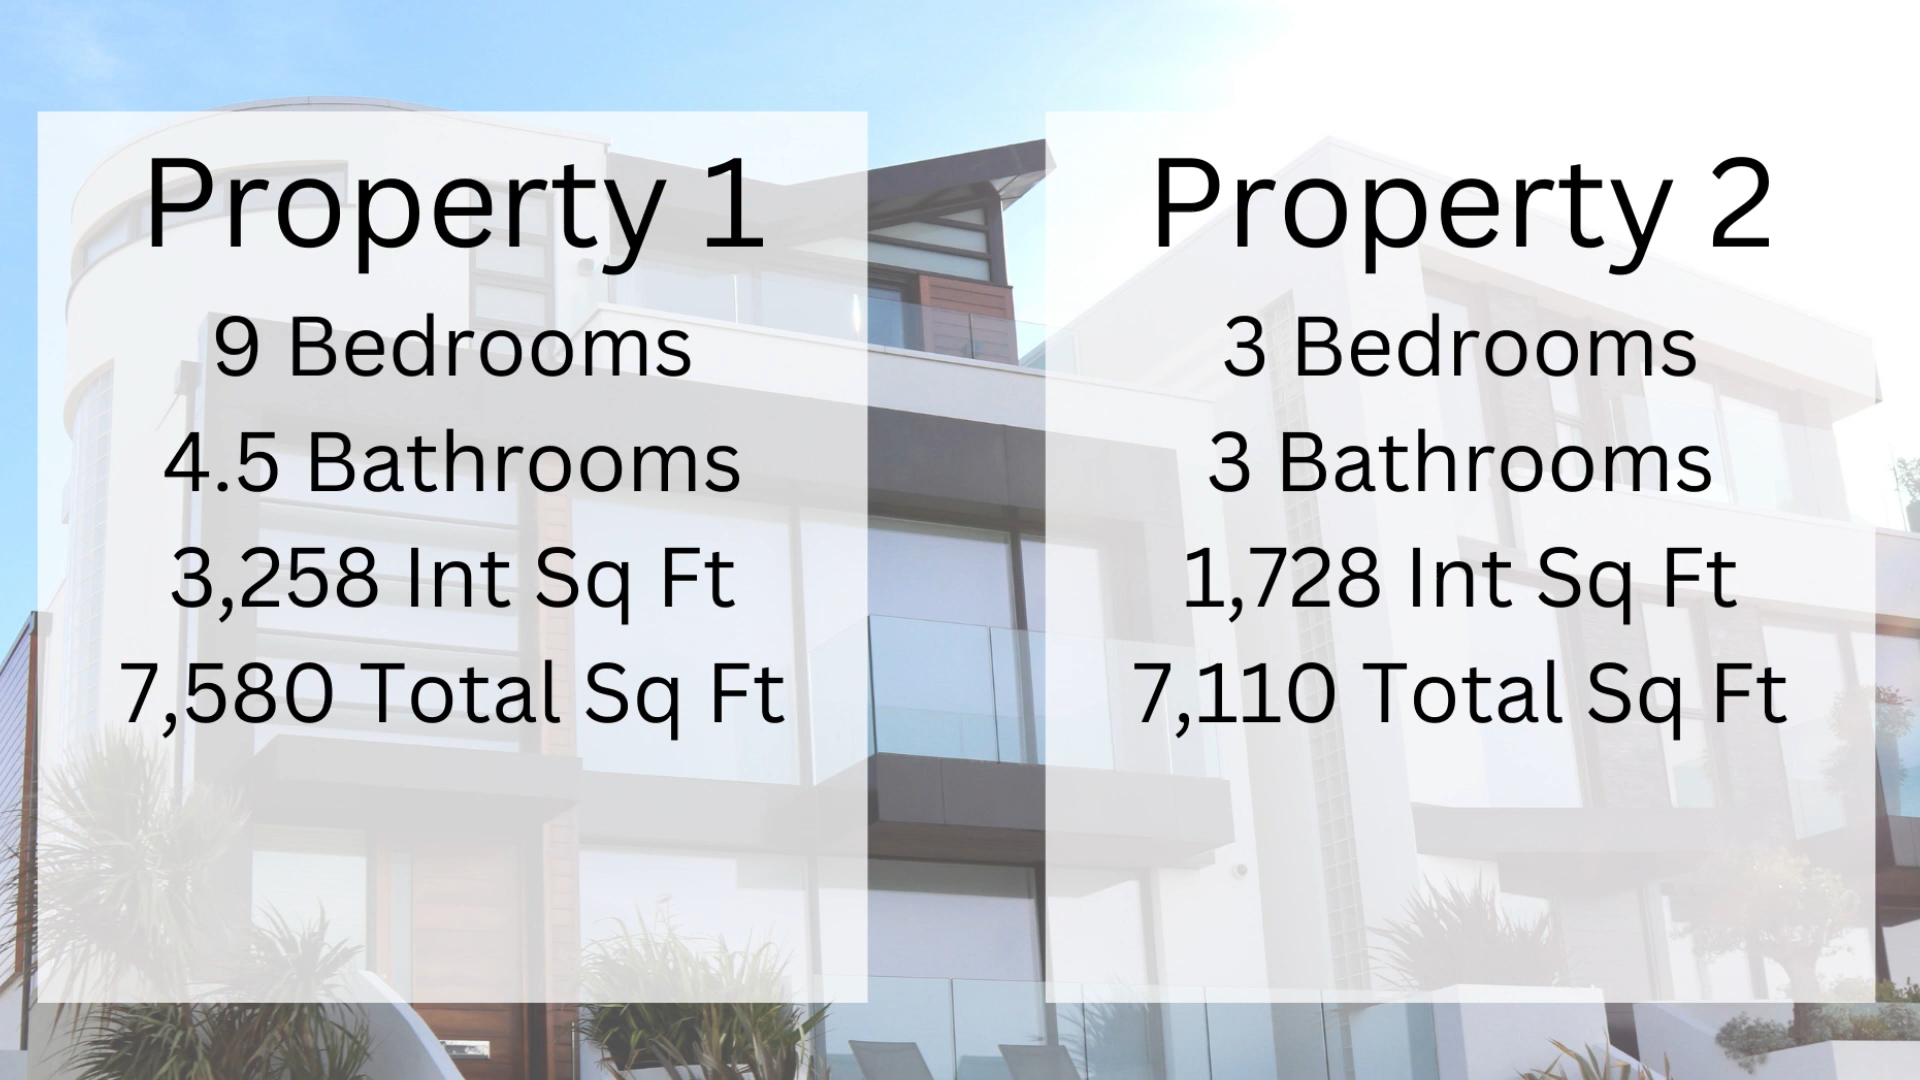 Property 1
9 Bedrooms
4.5 Bathrooms
3,258 Int Sq Ft
7,580 Total Sq Ft
Property 2
3 Bedrooms
3 Bathrooms
1,728 Int Sq Ft
7,110 Total Sq Ft